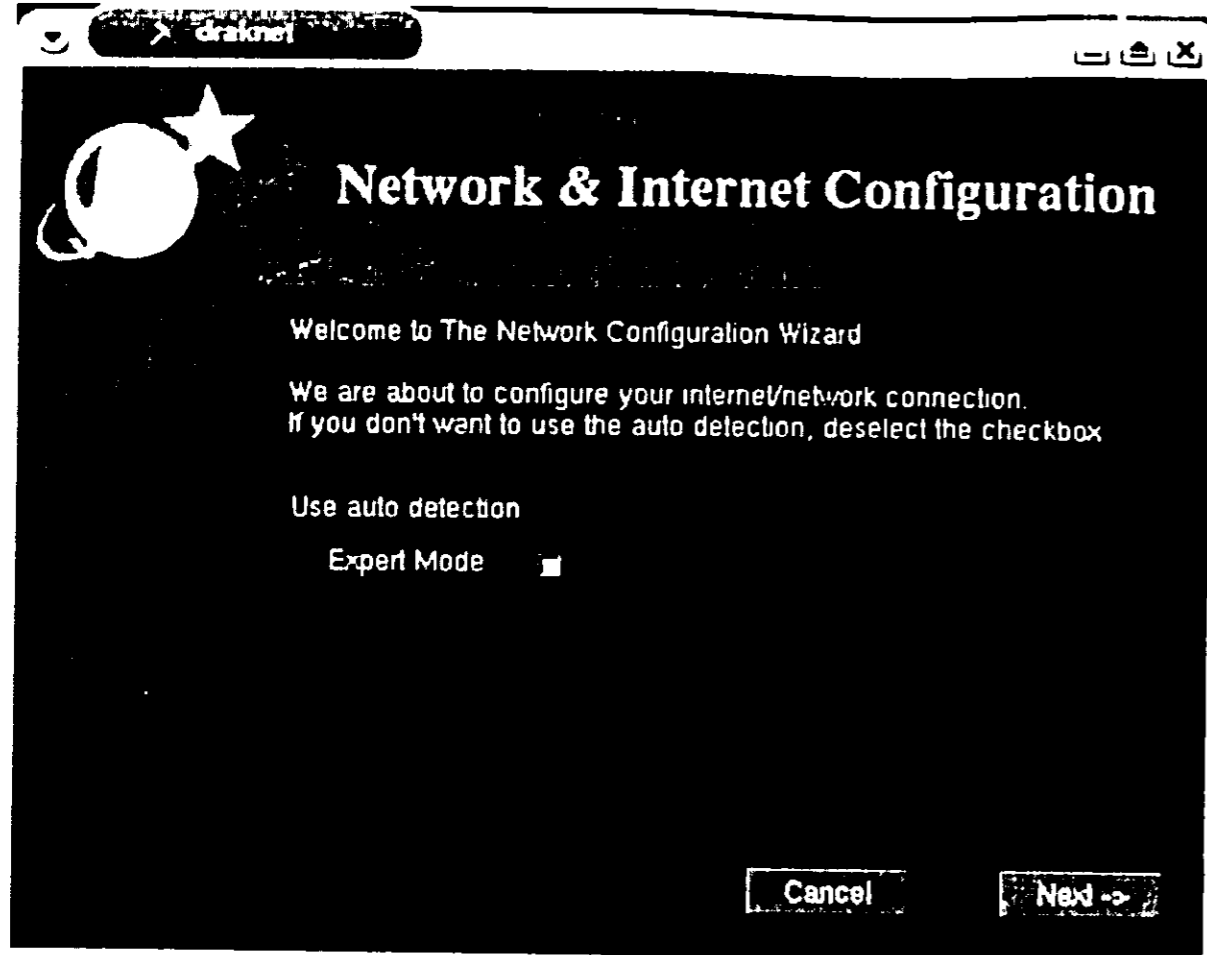 draknet
Network & Internet Configuration
Welcome to The Network Configuration Wizard
We are about to configure your internet/network connection.
If you don't want to use the auto detection, deselect the checkbox
Use auto detection
Expert Mode
Cancel
Next ->